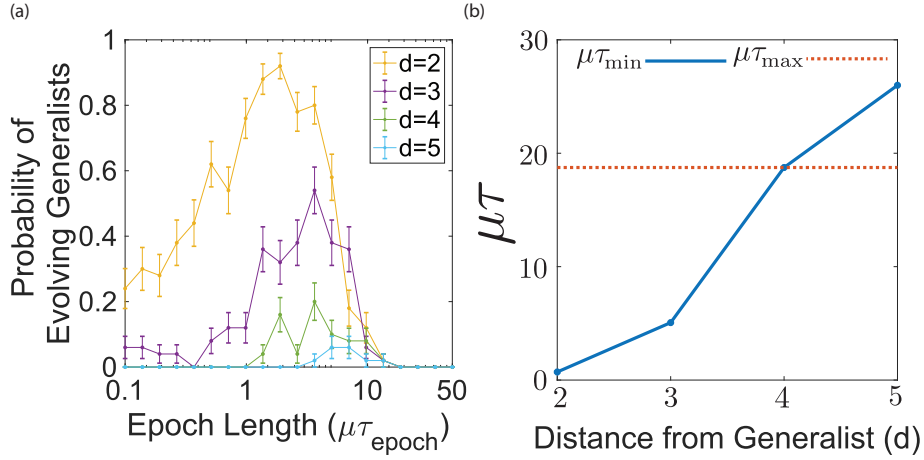 (a)
Probability of
Evolving Generalists
1
0.8
0.6
0.4
0.2
0
0.1
1
10
50
Epoch Length (μτepoch)
d=2
d=3
d=4
d=5
(b)
μτ
30
20
10
0
2
3
4
5
Distance from Generalist (d)
μτmin
μτmax